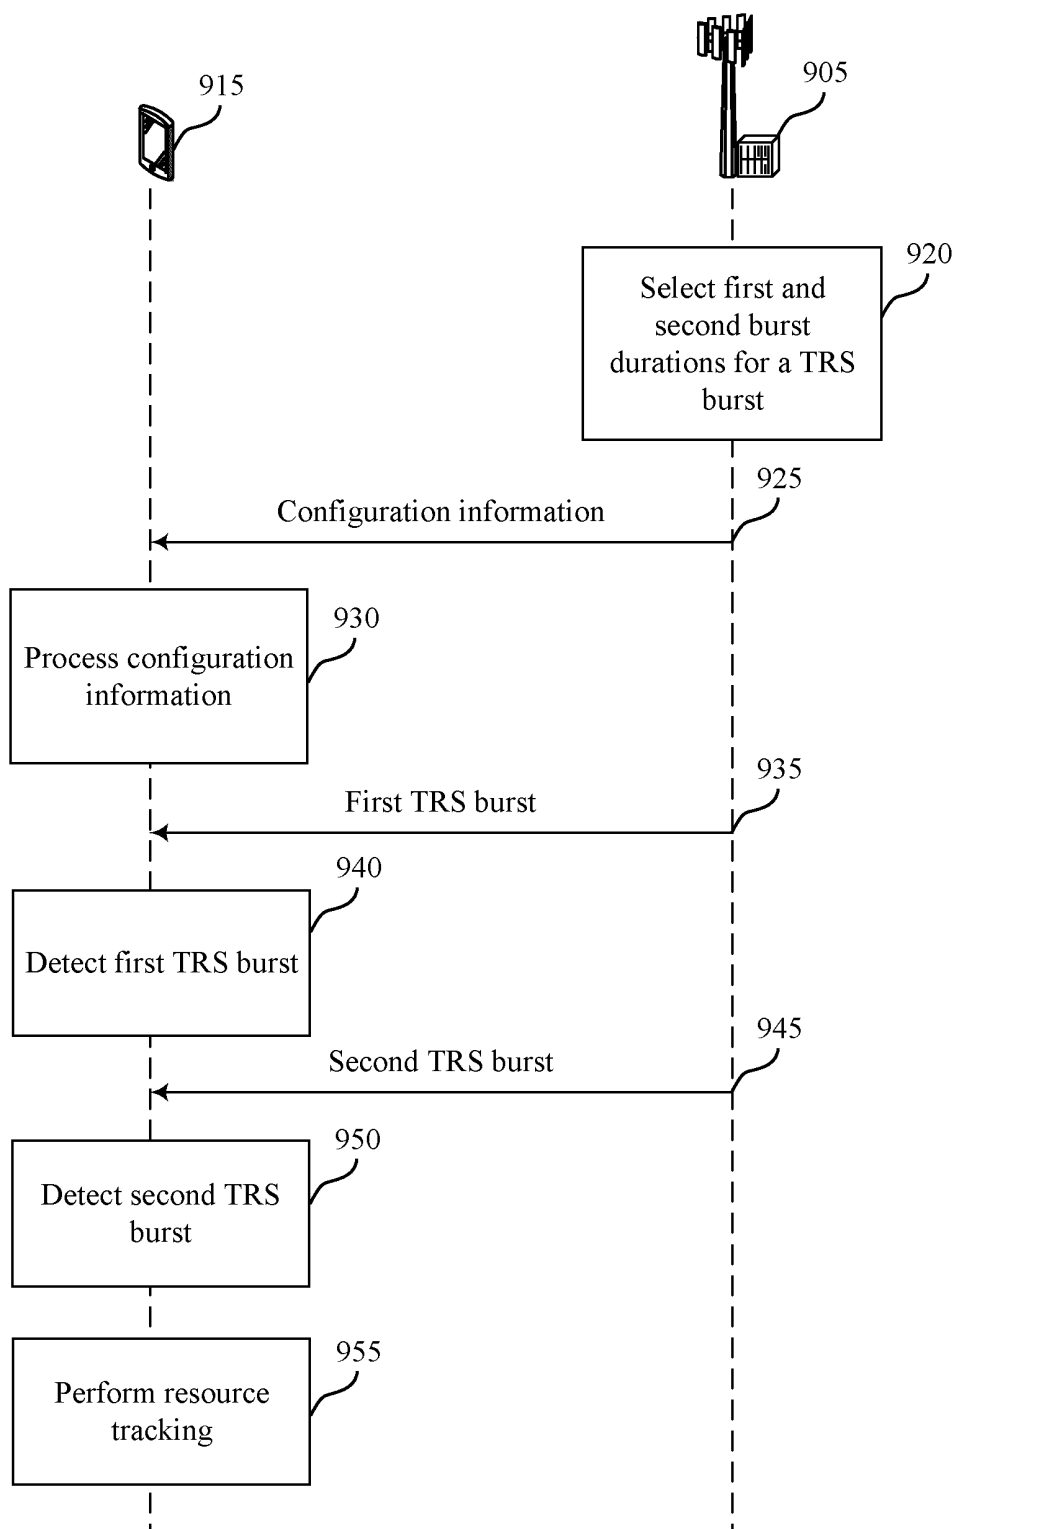 915
905
920
Select first and
second burst
durations for a TRS
burst
925
Configuration information
930
Process configuration
information
935
First TRS burst
940
Detect first TRS burst
945
Second TRS burst
950
Detect second TRS
burst
955
Perform resource
tracking